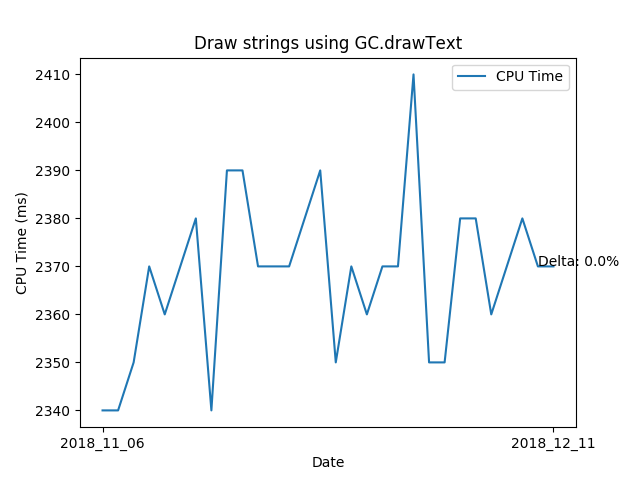 Draw strings using GC.drawText
CPU Time
2410
2400
2390
2380
2370
2360
2350
2340
CPU Time (ms)
Delta: 0.0%
2018_11_06
2018_12_11
Date